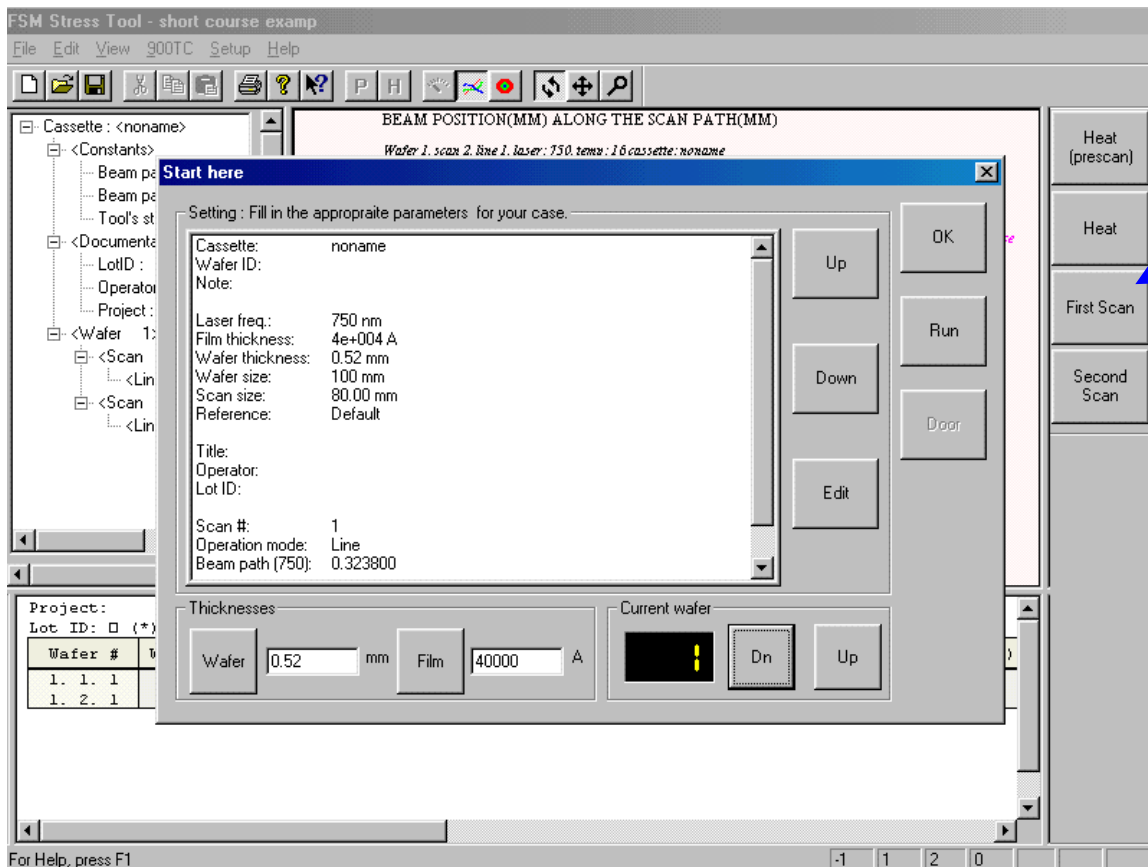 FSM Stress Tool - short course examp
File Edit View 900TC Setup Help
P H
Cassette : <noname>
<Constants>
Beam pa
Beam pa
Tool's st
<Documenta
LotID :
Operator
Project :
<Wafer 1>
<Scan
<Lin
<Scan
<Lin
BEAM POSITION(MM) ALONG THE SCAN PATH(MM)
Wafer 1. scan 2. line 1. laser: 750. temp: 16 cassette: noname
Heat
(prescan)
Heat
First Scan
Second
Scan
Start here
Setting : Fill in the appropraite parameters for your case.
Cassette: noname
Wafer ID:
Note:
Laser freq.: 750 nm
Film thickness: 4e+004 A
Wafer thickness: 0.52 mm
Wafer size: 100 mm
Scan size: 80.00 mm
Reference: Default
Title:
Operator:
Lot ID:
Scan #: 1
Operation mode: Line
Beam path (750): 0.323800
Up
Down
Edit
OK
Run
Door
Thicknesses
Wafer 0.52 mm Film 40000 A
Current wafer
1 Dn Up
Project:
Lot ID: (*)
Wafer #
1. 1. 1
1. 2. 1
For Help, press F1
-1 1 2 0